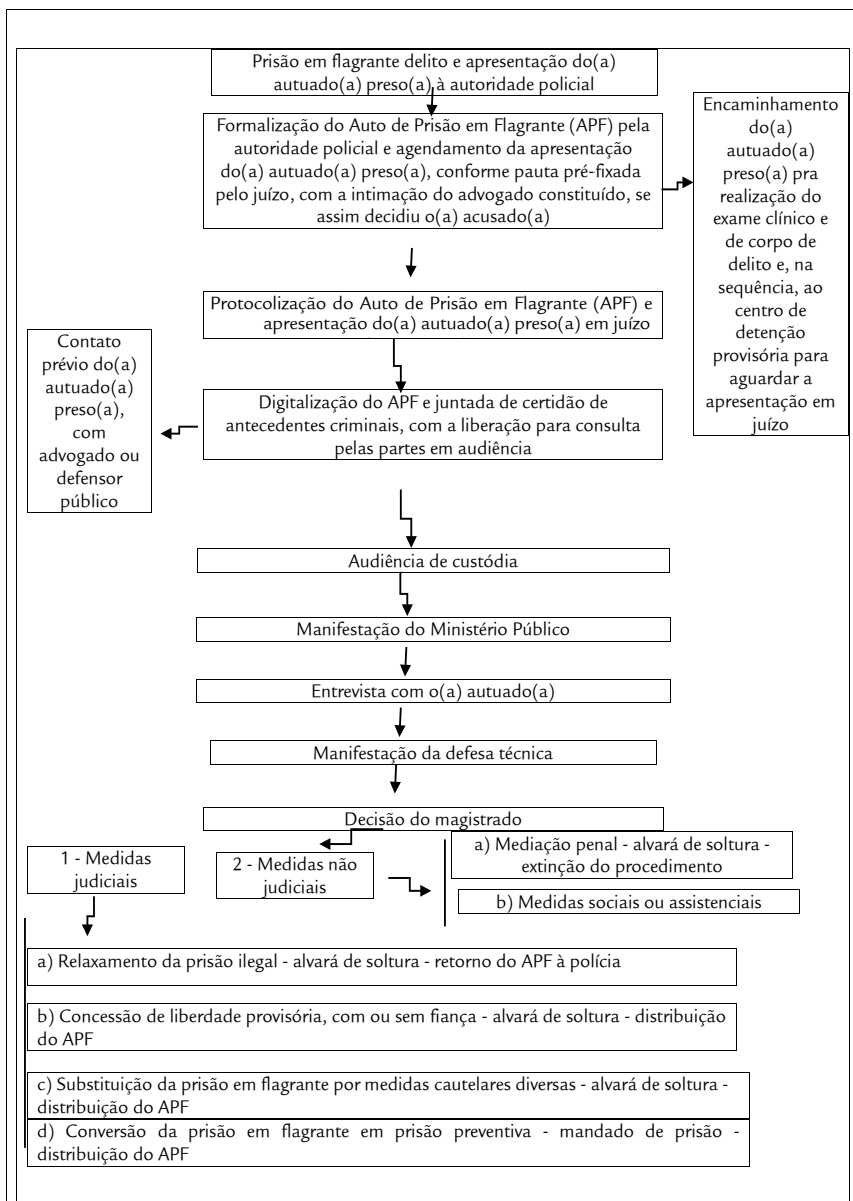 Prisão em flagrante delito e apresentação do(a)
autuado(a) preso(a) à autoridade policial
Formalização do Auto de Prisão em Flagrante (APF) pela
autoridade policial e agendamento da apresentação
do(a) autuado(a) preso(a), conforme pauta pré-fixada
pelo juízo, com a intimação do advogado constituído, se
assim decidiu o(a) acusado(a)
Encaminhamento
do(a)
autuado(a)
preso(a) pra
realização do
exame clínico e
de corpo de
delito e, na
sequência, ao
centro de
detenção
provisória para
aguardar a
apresentação em
juízo
Protocolização do Auto de Prisão em Flagrante (APF) e
apresentação do(a) autuado(a) preso(a) em juízo
Contato
prévio do(a)
autuado(a)
preso(a),
com
advogado ou
defensor
público
Digitalização do APF e juntada de certidão de
antecedentes criminais, com a liberação para consulta
pelas partes em audiência
Audiência de custódia
Manifestação do Ministério Público
Entrevista com o(a) autuado(a)
Manifestação da defesa técnica
Decisão do magistrado
1 - Medidas
judiciais
2 - Medidas não
judiciais
a) Mediação penal - alvará de soltura -
extinção do procedimento
b) Medidas sociais ou assistenciais
a) Relaxamento da prisão ilegal - alvará de soltura - retorno do APF à polícia
b) Concessão de liberdade provisória, com ou sem fiança - alvará de soltura - distribuição
do APF
c) Substituição da prisão em flagrante por medidas cautelares diversas - alvará de soltura -
distribuição do APF
d) Conversão da prisão em flagrante em prisão preventiva - mandado de prisão -
distribuição do APF